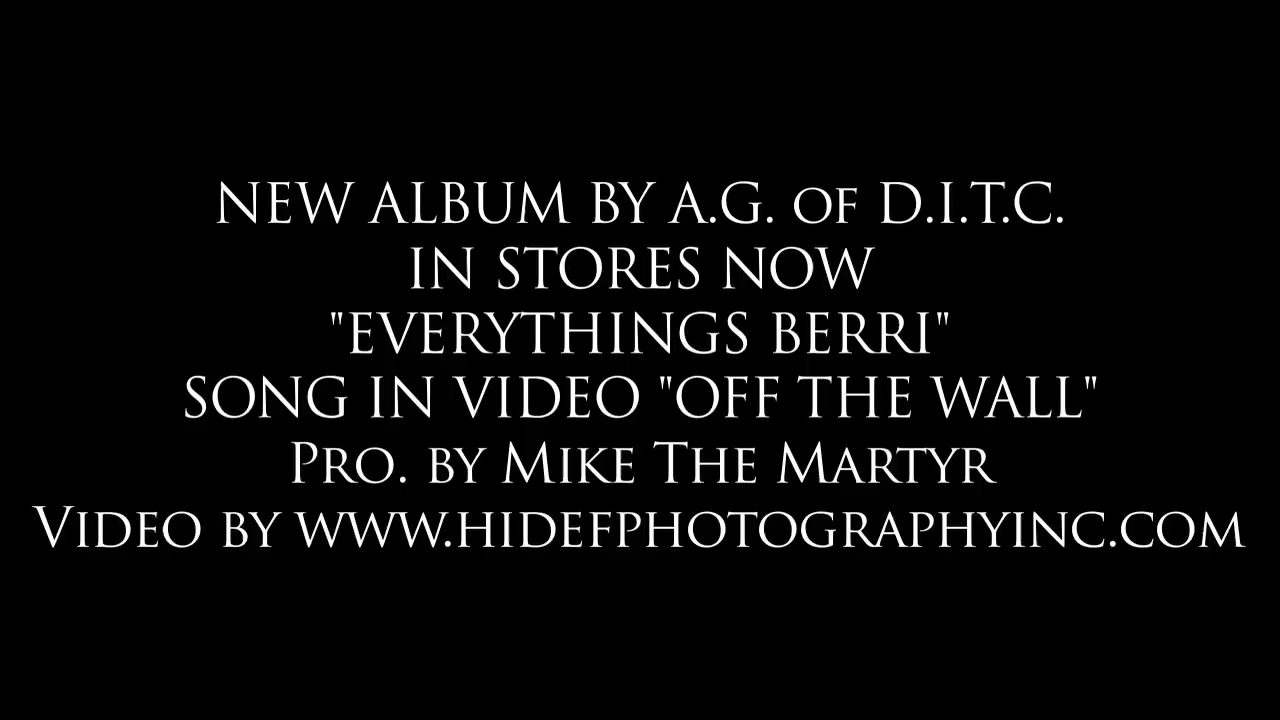 NEW ALBUM BY A.G. OF D.I.T.C.
IN STORES NOW
"EVERYTHINGS BERRI"
SONG IN VIDEO "OFF THE WALL"
PRO. BY MIKE THE MARTYR
VIDEO BY WWW.HIDEFPHOTOGRAPHYINC.COM